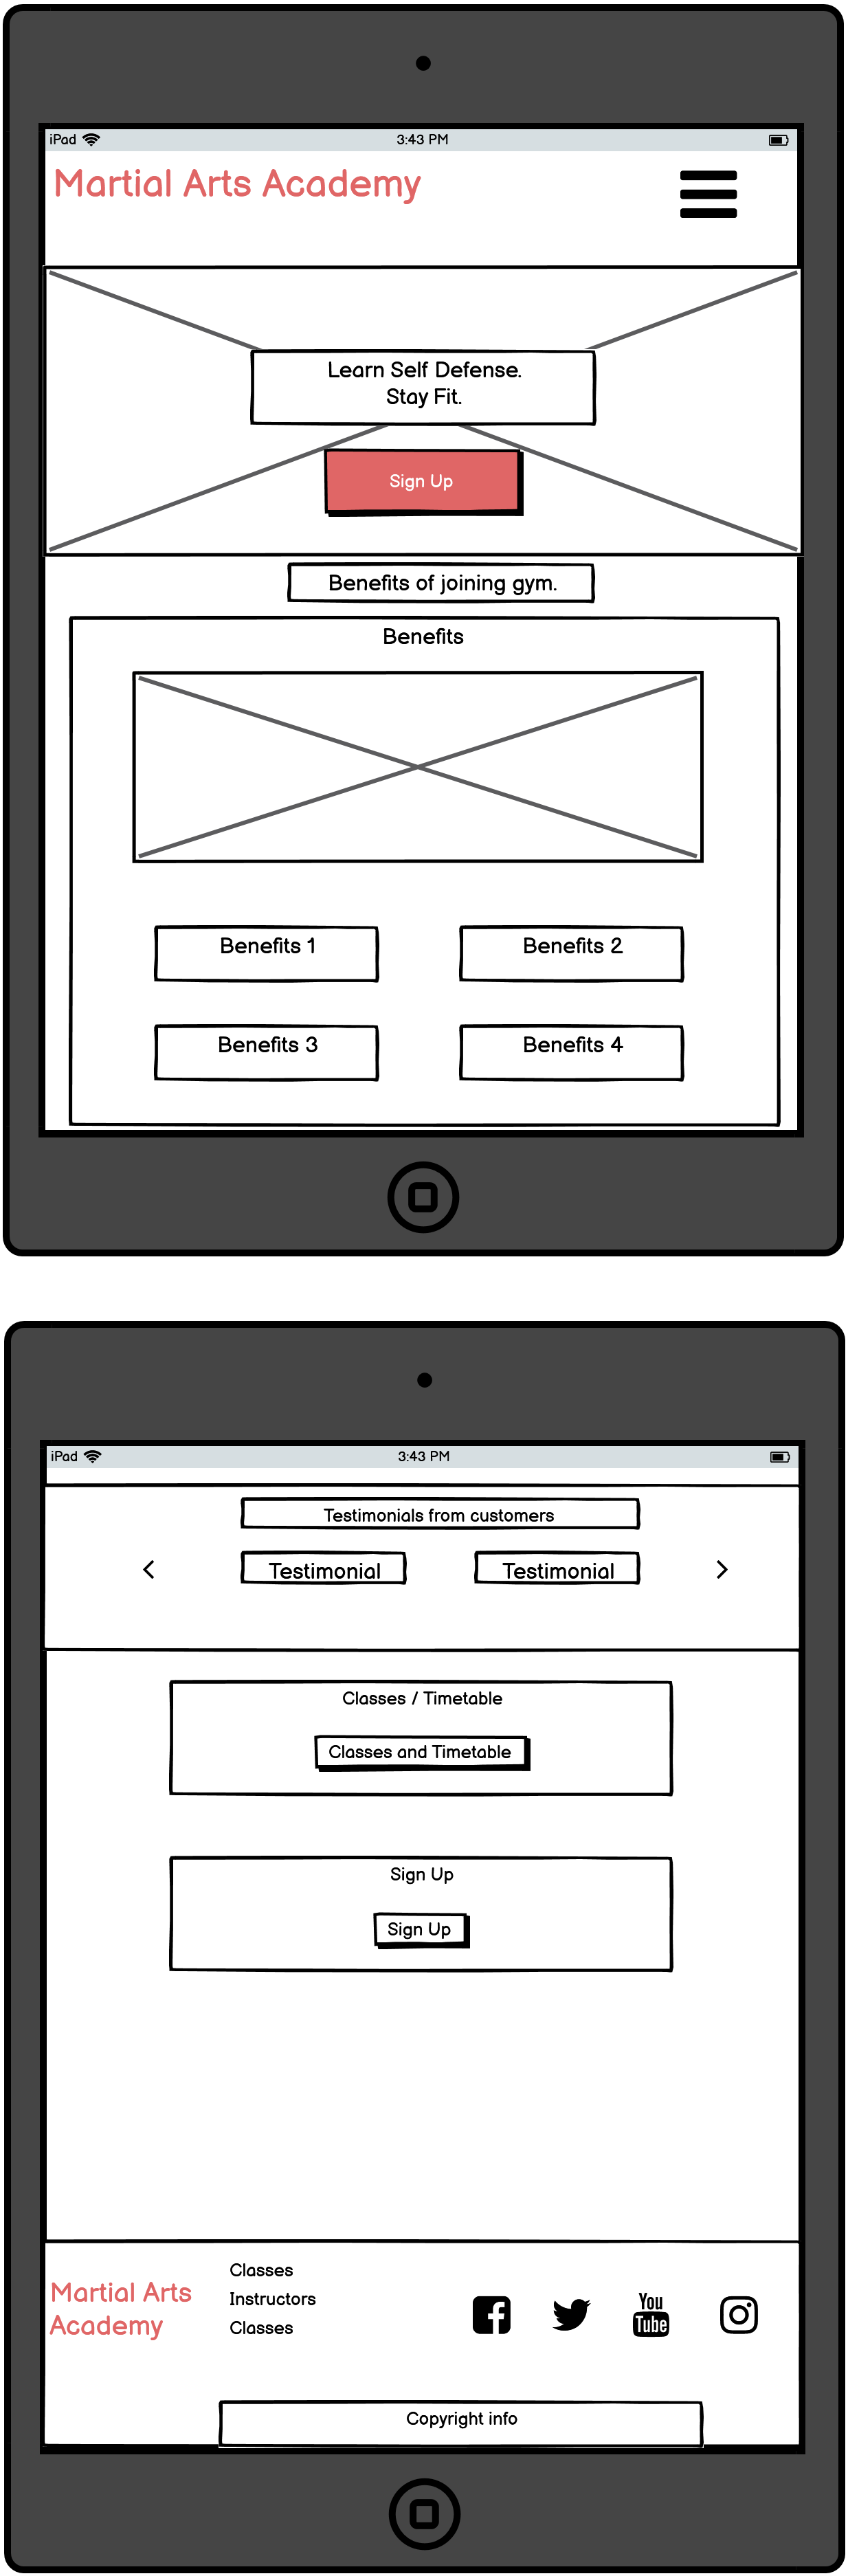 iPad 3:43 PM
Martial Arts Academy
Learn Self Defense.
Stay Fit.
Sign Up
Benefits of joining gym.
Benefits
Benefits 1 Benefits 2
Benefits 3 Benefits 4
iPad 3:43 PM
Testimonials from customers
Testimonial Testimonial
Classes / Timetable
Classes and Timetable
Sign Up
Sign Up
Classes
Martial Arts
Academy
Instructors
Classes
You
Tube
Copyright info